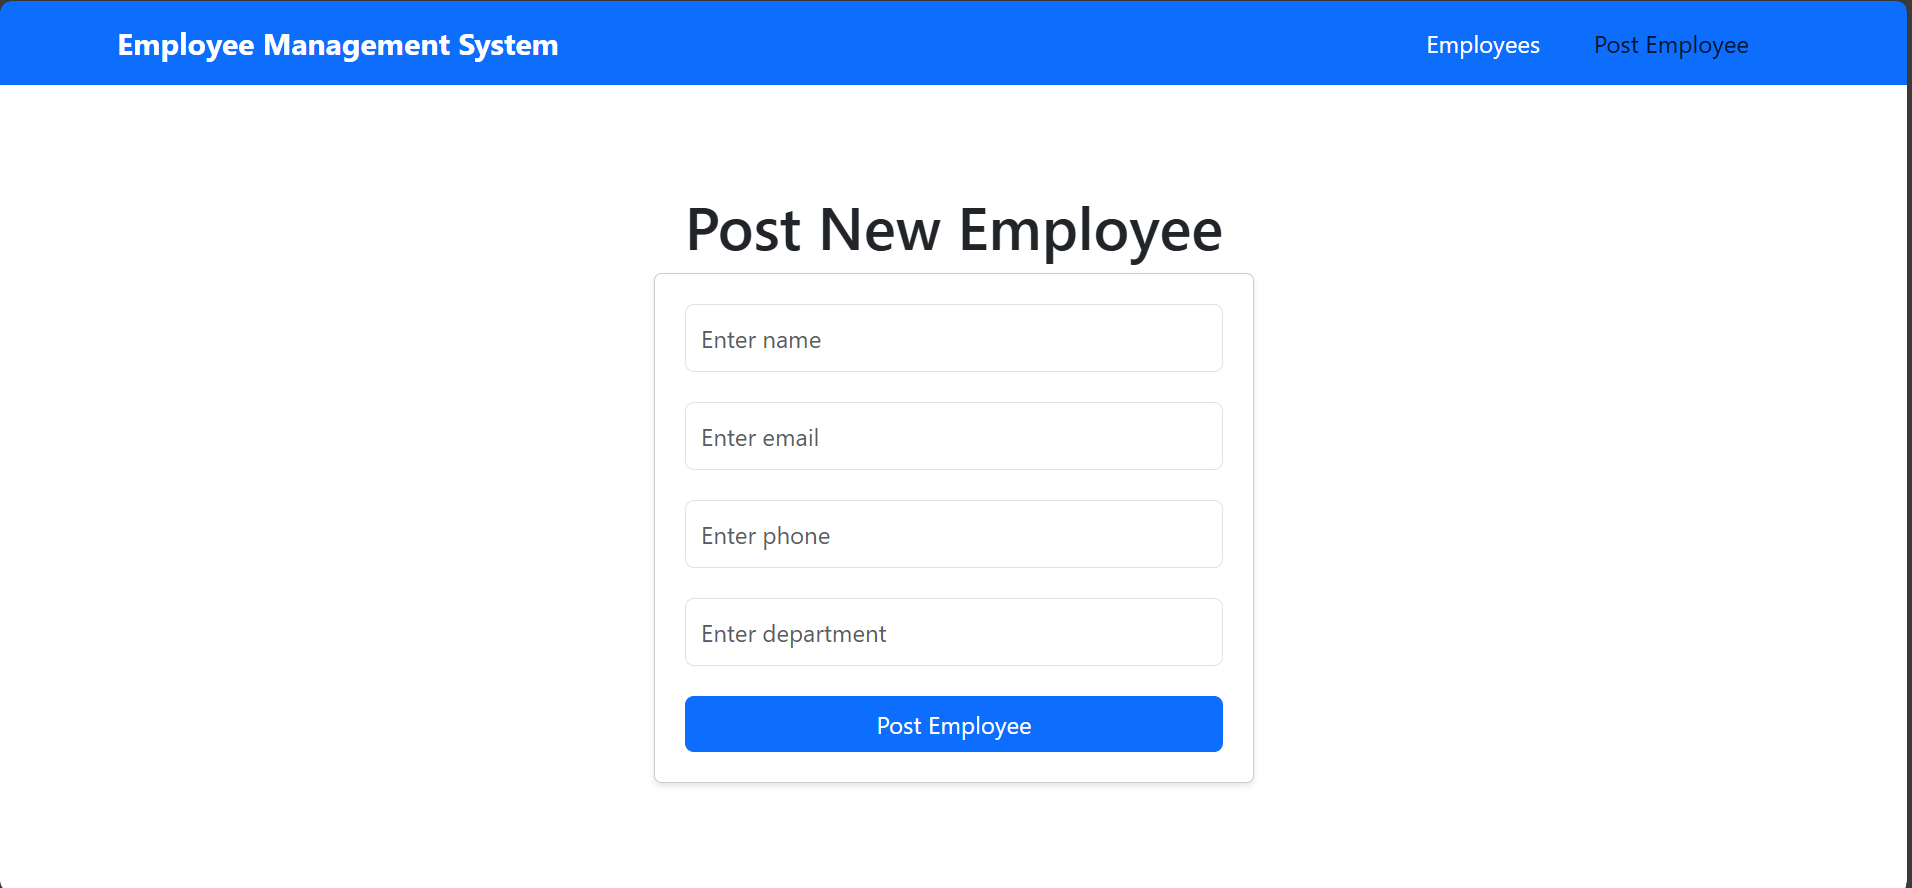 Employee Management System
Employees
Post Employee
Post New Employee
Enter name
Enter email
Enter phone
Enter department
Post Employee